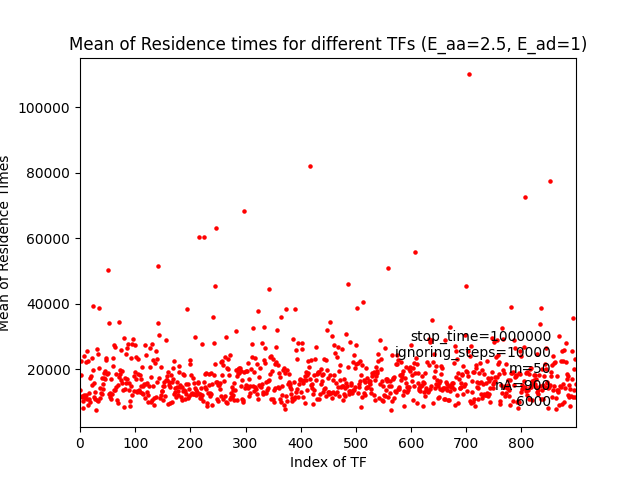 Mean of Residence times for different TFs (E_aa=2.5, E_ad=1)
Mean of Residence Times
100000
80000
60000
40000
20000
stop_time=1000000
ignoring_steps=10000
m=50
nA=900
6000
0 100 200 300 400 500 600 700 800
Index of TF